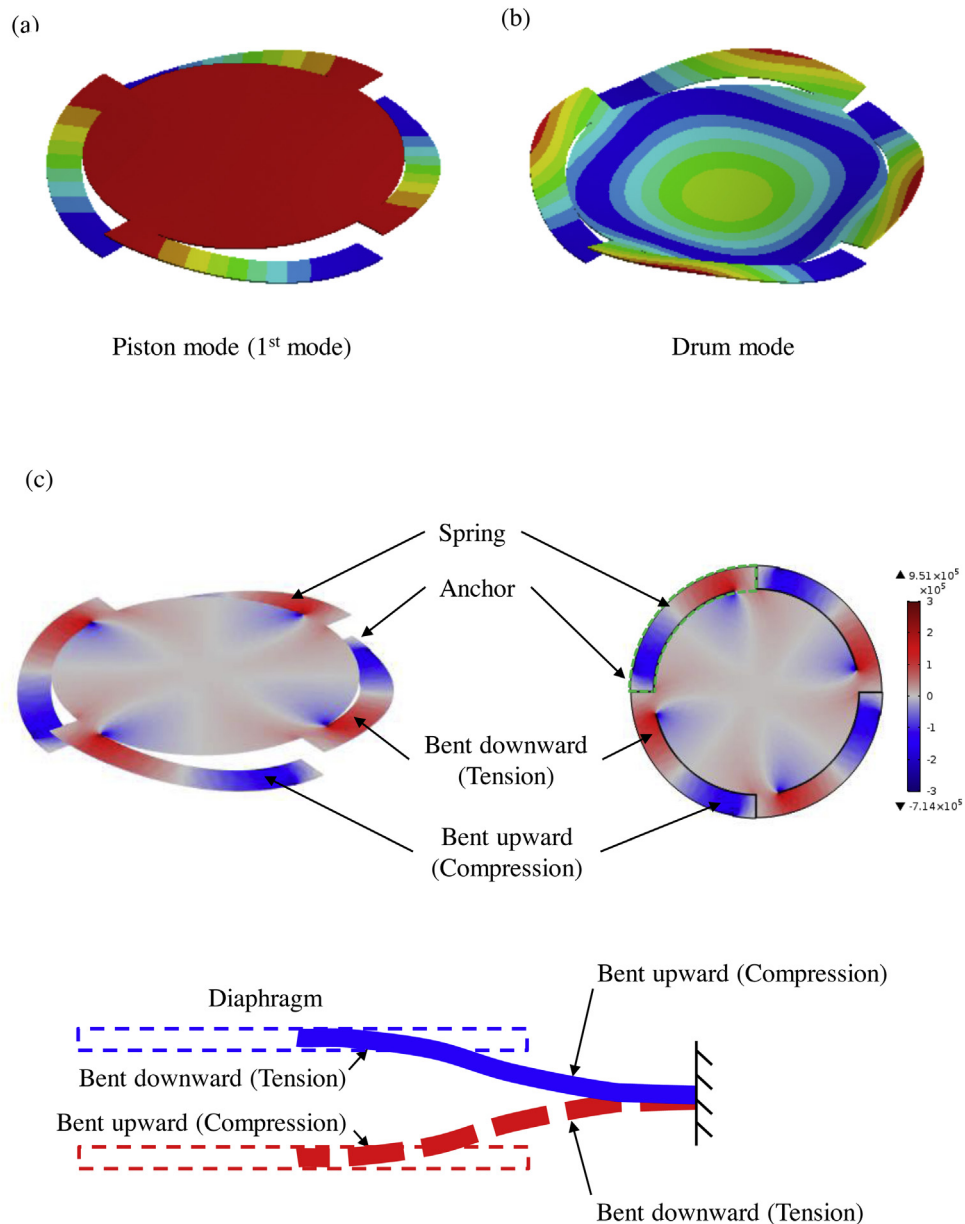 (a)
(b)
Piston mode (1st mode)
Drum mode
(c)
Spring
Anchor
Bent downward
(Tension)
Bent upward
(Compression)
▲ 9.51×10⁵
×10⁵
3
2
1
0
-1
-2
-3
▼ -7.14×10⁵
Bent upward (Compression)
Diaphragm
Bent downward (Tension)
Bent upward (Compression)
Bent downward (Tension)